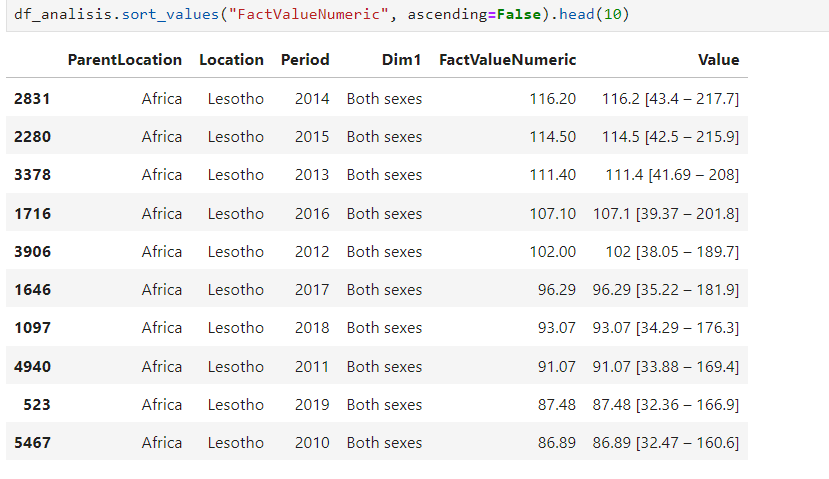 df_analisis.sort_values("FactValueNumeric", ascending=False).head(10)
ParentLocation Location Period Dim1 FactValueNumeric Value
2831 Africa Lesotho 2014 Both sexes 116.20 116.2 [43.4 – 217.7]
2280 Africa Lesotho 2015 Both sexes 114.50 114.5 [42.5 – 215.9]
3378 Africa Lesotho 2013 Both sexes 111.40 111.4 [41.69 – 208]
1716 Africa Lesotho 2016 Both sexes 107.10 107.1 [39.37 – 201.8]
3906 Africa Lesotho 2012 Both sexes 102.00 102 [38.05 – 189.7]
1646 Africa Lesotho 2017 Both sexes 96.29 96.29 [35.22 – 181.9]
1097 Africa Lesotho 2018 Both sexes 93.07 93.07 [34.29 – 176.3]
4940 Africa Lesotho 2011 Both sexes 91.07 91.07 [33.88 – 169.4]
523 Africa Lesotho 2019 Both sexes 87.48 87.48 [32.36 – 166.9]
5467 Africa Lesotho 2010 Both sexes 86.89 86.89 [32.47 – 160.6]